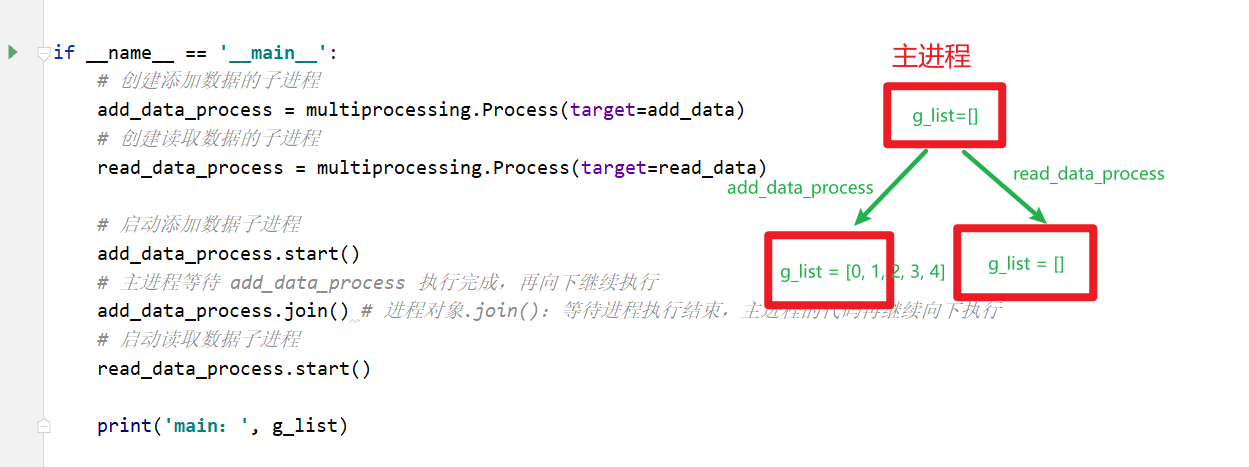 if __name__ == '__main__':
# 创建添加数据的子进程
add_data_process = multiprocessing.Process(target=add_data)
# 创建读取数据的子进程
read_data_process = multiprocessing.Process(target=read_data)
# 启动添加数据子进程
add_data_process.start()
# 主进程等待 add_data_process 执行完成，再向下继续执行
add_data_process.join() # 进程对象.join()：等待进程执行结束，主进程的代码再继续向下执行
# 启动读取数据子进程
read_data_process.start()
print('main: ', g_list)
主进程
g_list=[]
add_data_process
read_data_process
g_list = [0, 1, 2, 3, 4]
g_list = []